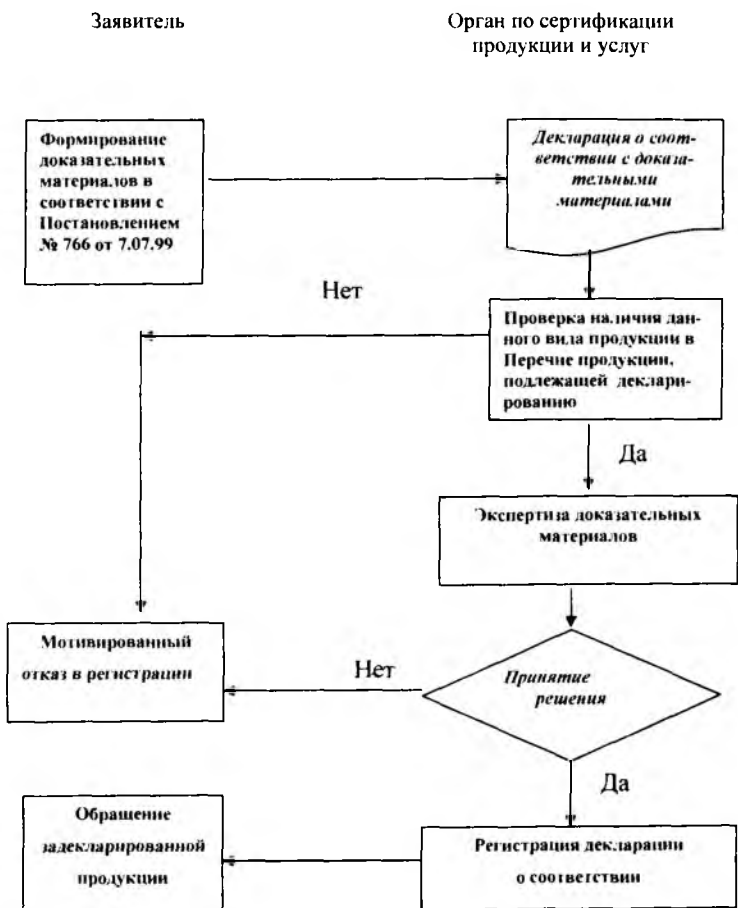 Заявитель
Орган по сертификации
продукции и услуг
Формирование
доказательных
материалов в
соответствии с
Постановлением
№ 766 от 7.07.99
Декларация о соот-
ветствии с доказа-
тельными
материалами
Нет
Проверка наличия дан-
ного вида продукции в
Перечне продукции,
подлежащей деклари-
рованию
Да
Экспертиза доказательных
материалов
Мотивированный
отказ в регистрации
Нет
Принятие
решения
Да
Обращение
задекларированной
продукции
Регистрация декларации
о соответствии